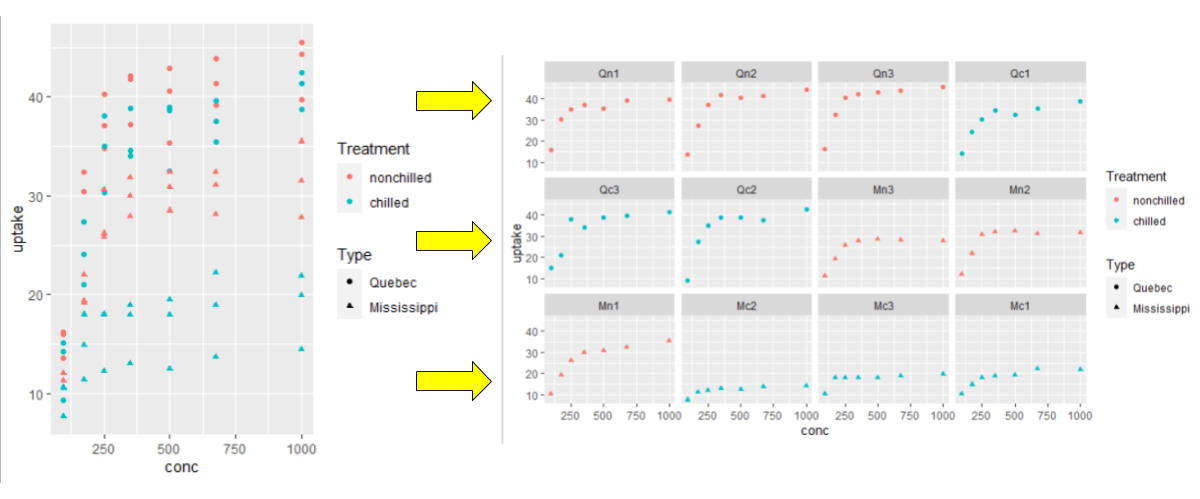 40
30
20
10
uptake
250 500 750 1000
conc
Treatment
nonchilled
chilled
Type
Quebec
Mississippi
Qn1 Qn2 Qn3 Qc1
40
30
20
10
Qc3 Qc2 Mn3 Mn2
40
30
20
10
uptake
Mn1 Mc2 Mc3 Mc1
40
30
20
10
250 500 750 1000 250 500 750 1000 250 500 750 1000 250 500 750 1000
conc
Treatment
nonchilled
chilled
Type
Quebec
Mississippi